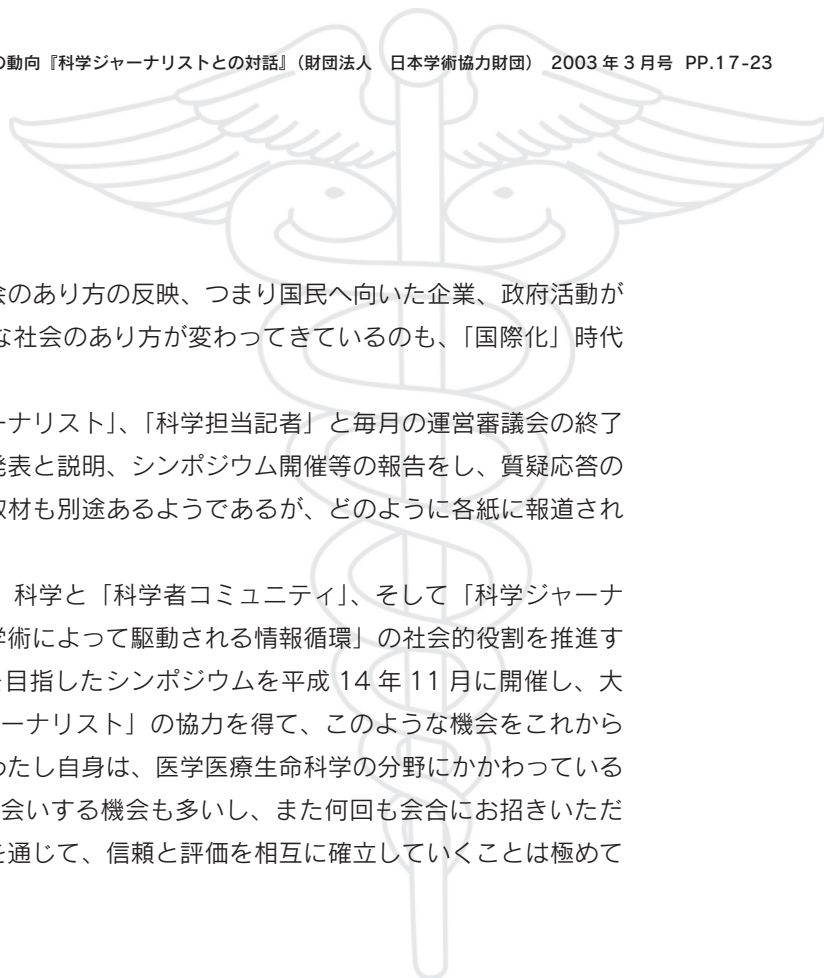 の動向『科学ジャーナリストとの対話』（財団法人　日本学術協力財団） 2003年3月号 PP.17-23
会のあり方の反映、つまり国民へ向いた企業、政府活動が
な社会のあり方が変わってきているのも、「国際化」時代
ーナリスト」、「科学担当記者」と毎月の運営審議会の終了
発表と説明、シンポジウム開催等の報告をし、質疑応答の
取材も別途あるようであるが、どのように各紙に報道され
科学と「科学者コミュニティ」、そして「科学ジャーナ
学術によって駆動される情報循環」の社会的役割を推進す
を目指したシンポジウムを平成14年11月に開催し、大
ーナリスト」の協力を得て、このような機会をこれから
わたし自身は、医学医療生命科学の分野にかかわっている
会いする機会も多いし、また何回も会合にお招きいただ
を通じて、信頼と評価を相互に確立していくことは極めて